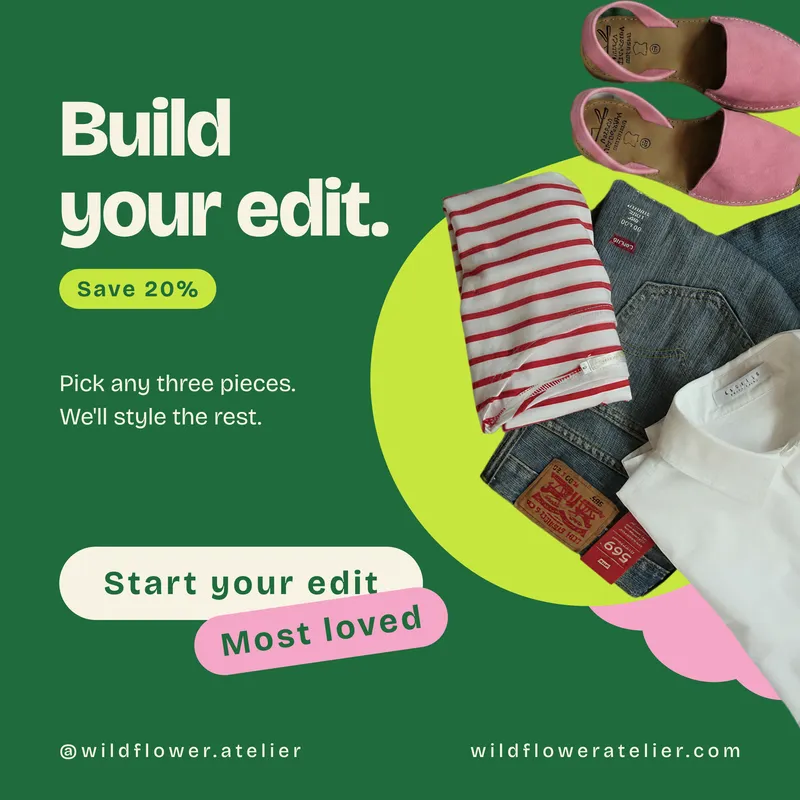 Build
your edit.
Save 20%
Pick any three pieces.
We'll style the rest.
Start your edit
Most loved
569
@wildflower.atelier
wildfloweratelier.com